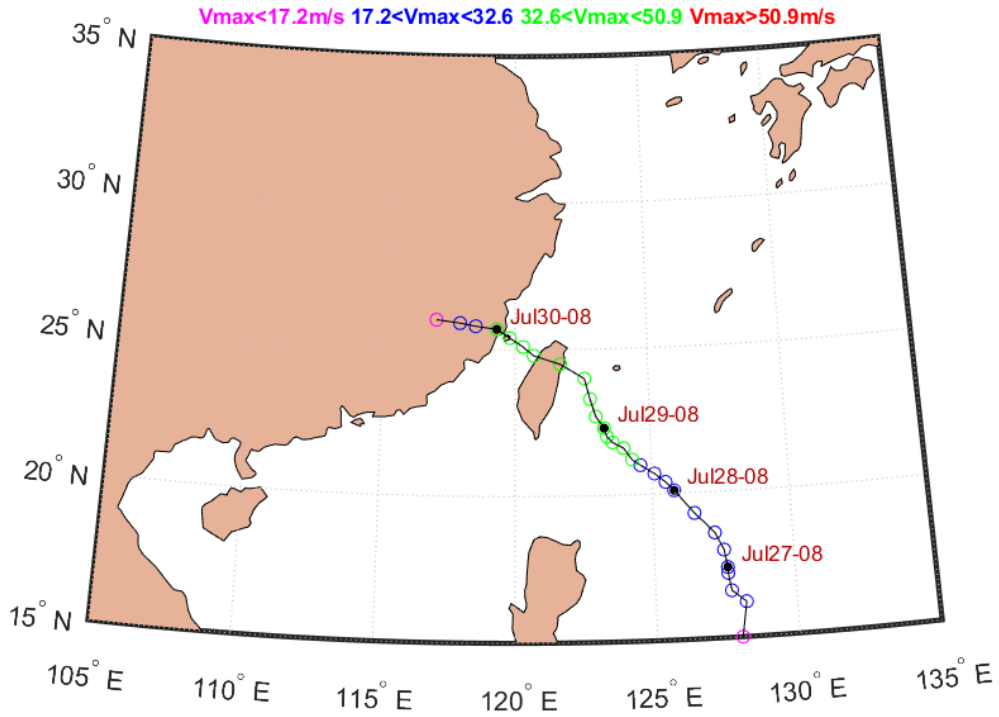 Vmax<17.2m/s 17.2<Vmax<32.6 32.6<Vmax<50.9 Vmax>50.9m/s
35° N
30° N
25° N
Jul30-08
Jul29-08
20° N
Jul28-08
Jul27-08
15° N
105° E
110° E
115° E
120° E
125° E
130° E
135° E